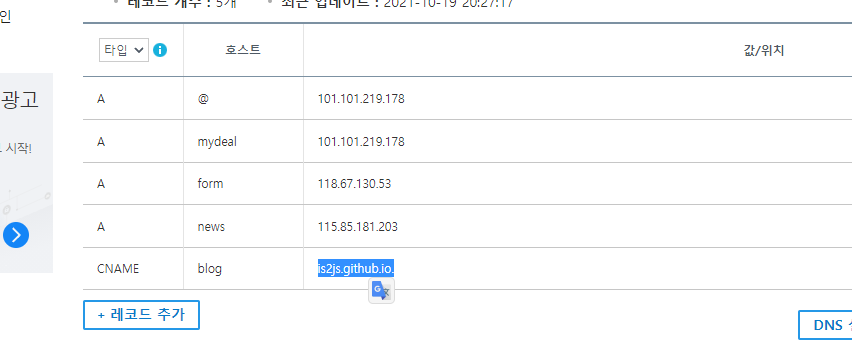 레코드 개수 : 5개 • 최근 업데이트 : 2021-10-19 20:27:17
인
타입 호스트 값/위치
광고
A @ 101.101.219.178
A mydeal 101.101.219.178
시작!
A form 118.67.130.53
A news 115.85.181.203
CNAME blog is2js.github.io.
+ 레코드 추가
DNS